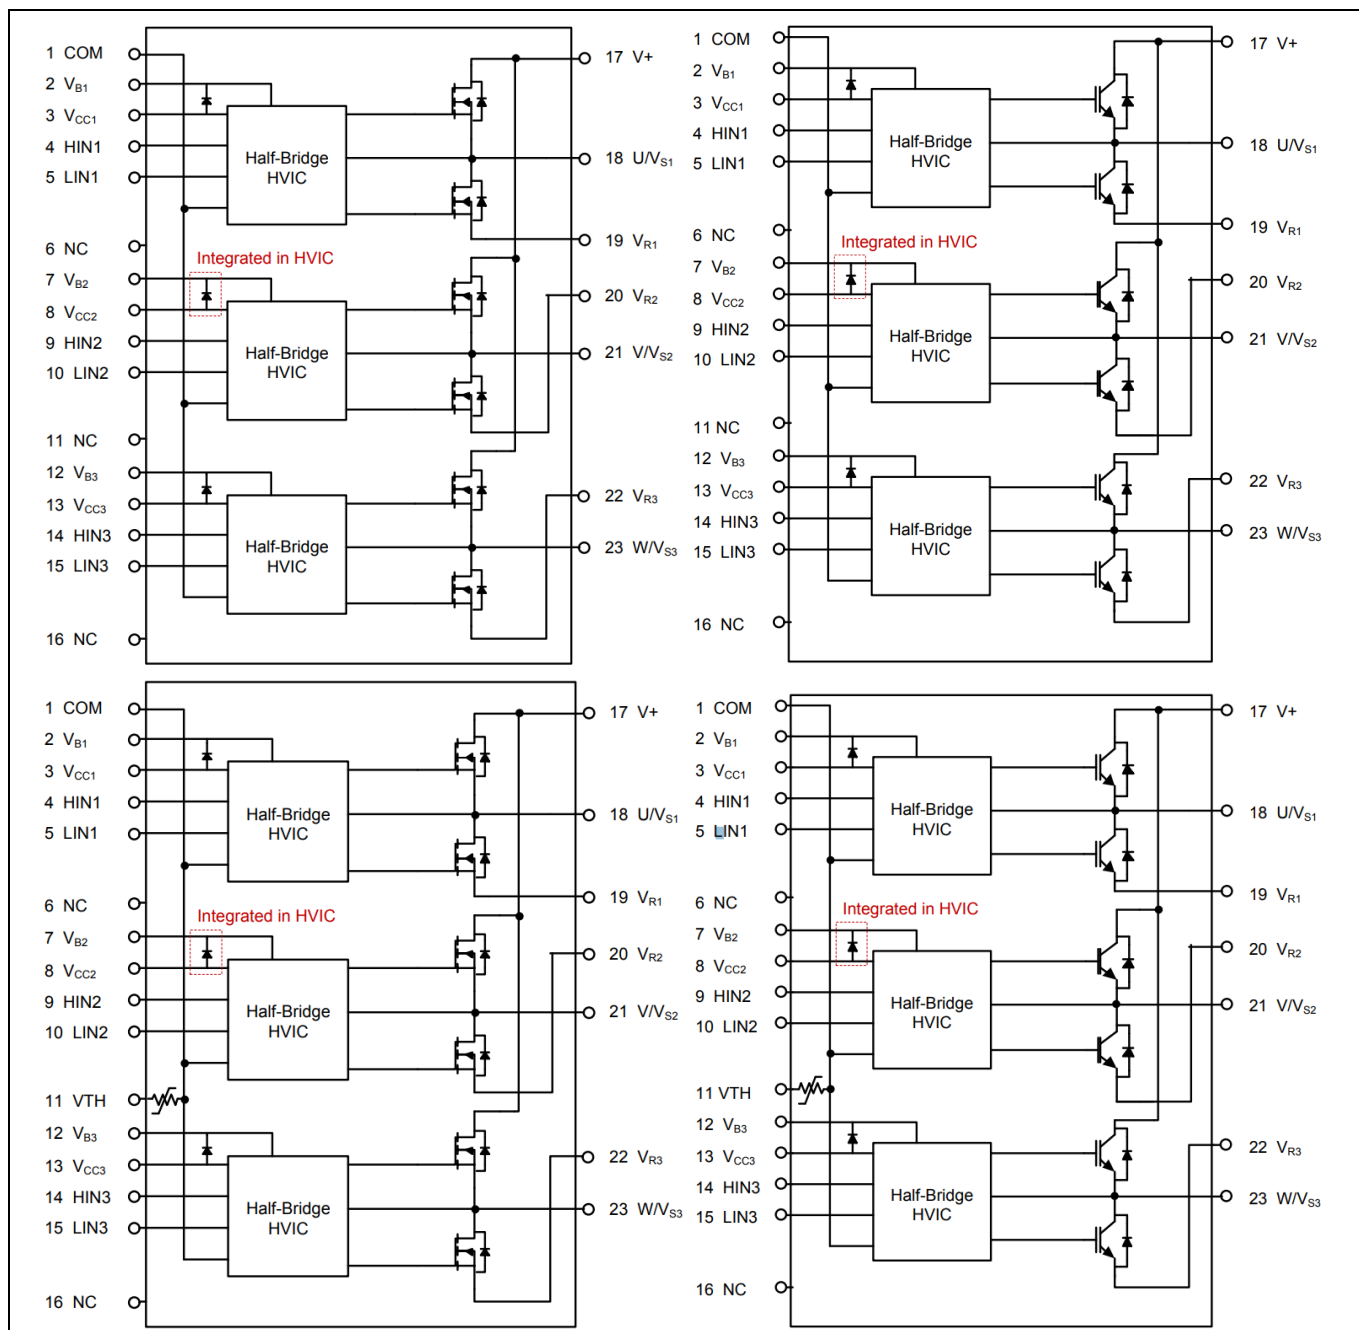 1 COM
2 VB1
3 VCC1
4 HIN1
5 LIN1
6 NC
Integrated in HVIC
7 VB2
8 VCC2
9 HIN2
10 LIN2
11 NC
12 VB3
13 VCC3
14 HIN3
15 LIN3
16 NC
Half-Bridge
HVIC
Half-Bridge
HVIC
Half-Bridge
HVIC
17 V+
18 U/VS1
19 VR1
20 VR2
21 V/VS2
22 VR3
23 W/VS3
1 COM
2 VB1
3 VCC1
4 HIN1
5 LIN1
6 NC
Integrated in HVIC
7 VB2
8 VCC2
9 HIN2
10 LIN2
11 NC
12 VB3
13 VCC3
14 HIN3
15 LIN3
16 NC
Half-Bridge
HVIC
Half-Bridge
HVIC
Half-Bridge
HVIC
17 V+
18 U/VS1
19 VR1
20 VR2
21 V/VS2
22 VR3
23 W/VS3
1 COM
2 VB1
3 VCC1
4 HIN1
5 LIN1
6 NC
Integrated in HVIC
7 VB2
8 VCC2
9 HIN2
10 LIN2
11 VTH
12 VB3
13 VCC3
14 HIN3
15 LIN3
16 NC
Half-Bridge
HVIC
Half-Bridge
HVIC
Half-Bridge
HVIC
17 V+
18 U/VS1
19 VR1
20 VR2
21 V/VS2
22 VR3
23 W/VS3
1 COM
2 VB1
3 VCC1
4 HIN1
5 LIN1
6 NC
Integrated in HVIC
7 VB2
8 VCC2
9 HIN2
10 LIN2
11 VTH
12 VB3
13 VCC3
14 HIN3
15 LIN3
16 NC
Half-Bridge
HVIC
Half-Bridge
HVIC
Half-Bridge
HVIC
17 V+
18 U/VS1
19 VR1
20 VR2
21 V/VS2
22 VR3
23 W/VS3